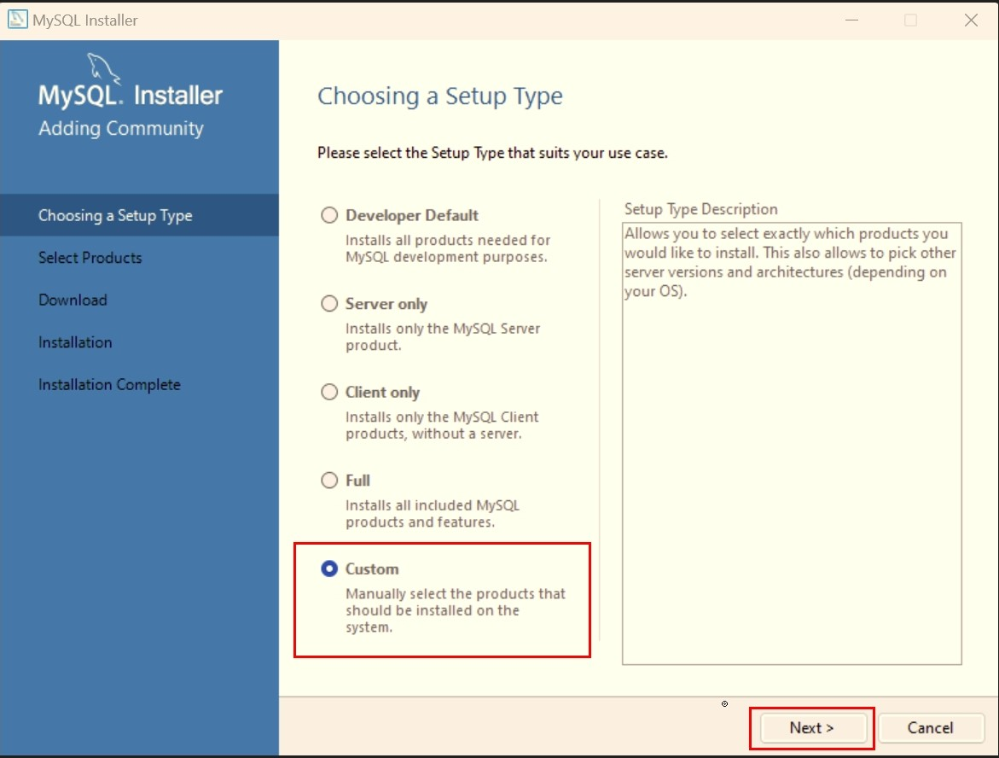 MySQL Installer
MySQL. Installer
Adding Community
Choosing a Setup Type
Select Products
Download
Installation
Installation Complete
Choosing a Setup Type
Please select the Setup Type that suits your use case.
Developer Default
Installs all products needed for
MySQL development purposes.
Server only
Installs only the MySQL Server
product.
Client only
Installs only the MySQL Client
products, without a server.
Full
Installs all included MySQL
products and features.
Custom
Manually select the products that
should be installed on the
system.
Setup Type Description
Allows you to select exactly which products you
would like to install. This also allows to pick other
server versions and architectures (depending on
your OS).
Next >
Cancel